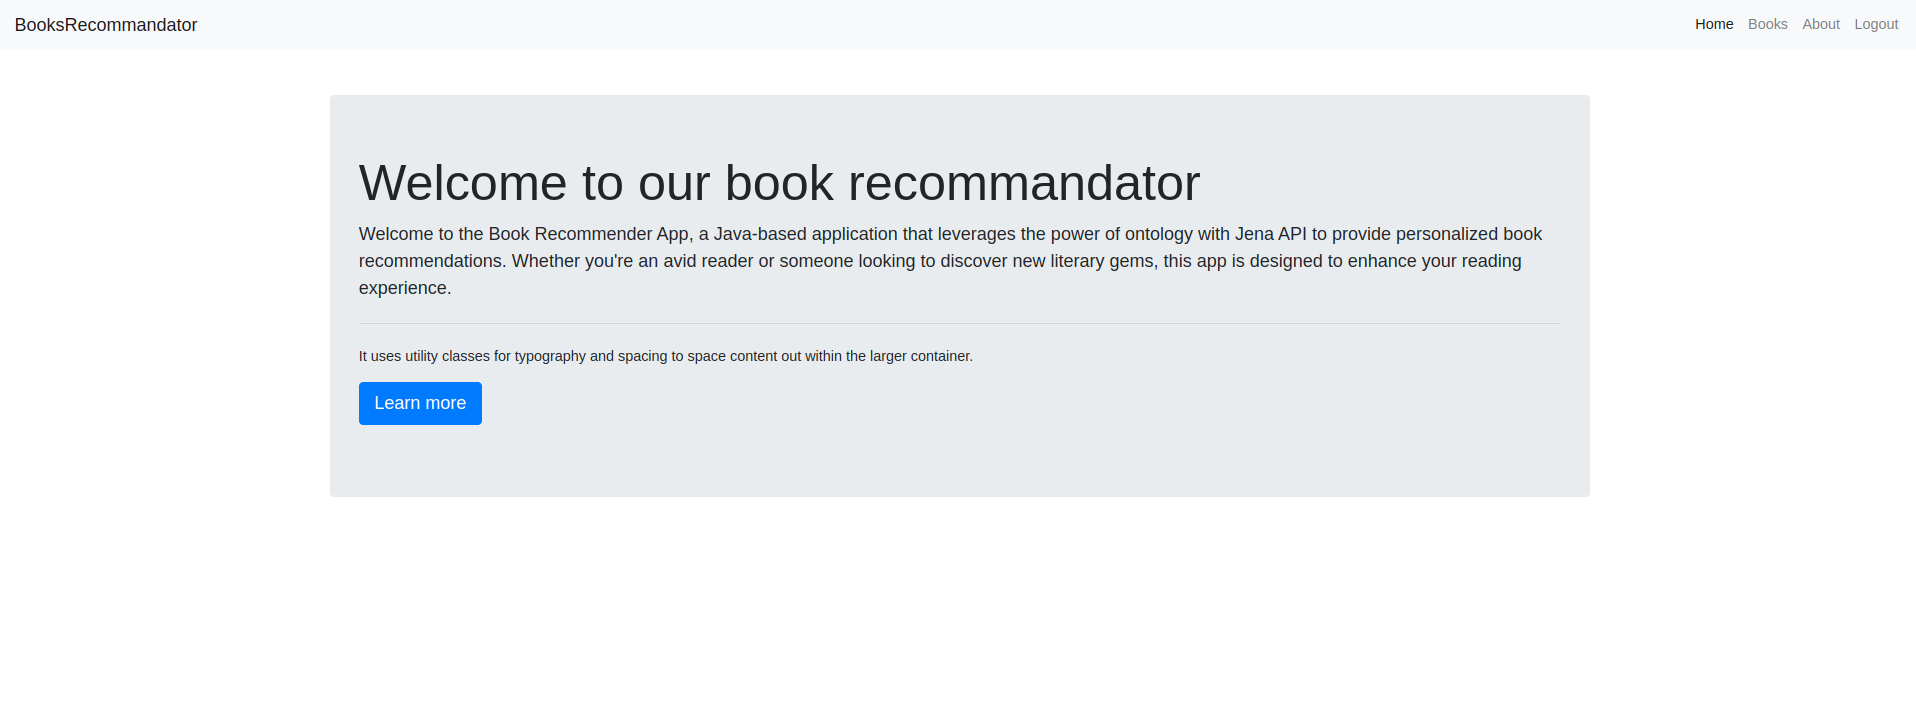 BooksRecommandator
Home Books About Logout
Welcome to our book recommandator
Welcome to the Book Recommender App, a Java-based application that leverages the power of ontology with Jena API to provide personalized book
recommendations. Whether you're an avid reader or someone looking to discover new literary gems, this app is designed to enhance your reading
experience.
It uses utility classes for typography and spacing to space content out within the larger container.
Learn more